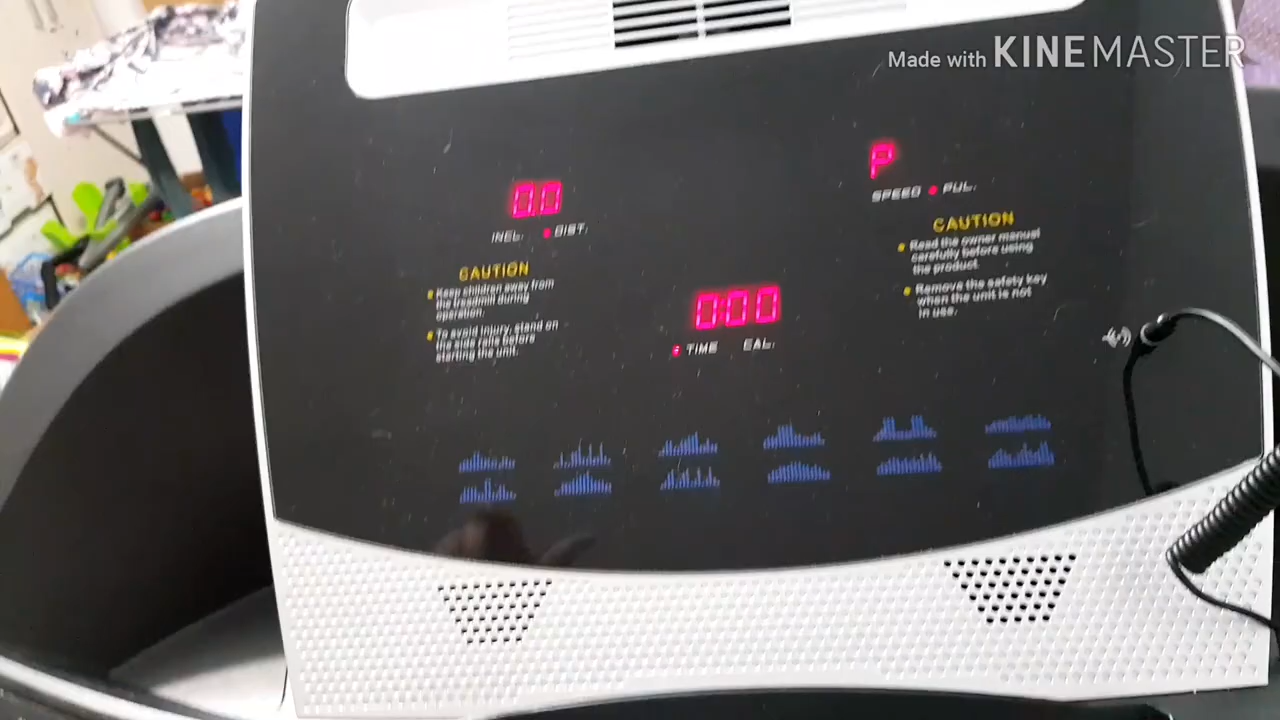 Made with KINEMASTER
P
SPEED PUL.
00
INCL. DIST.
CAUTION
Read the owner manual
carefully before using
the product.
Remove the safety key
when the unit is not
in use.
CAUTION
Keep children away from
the treadmill during
operation.
To avoid injury, stand on
the side rails before
starting the unit.
0:00
TIME CAL.